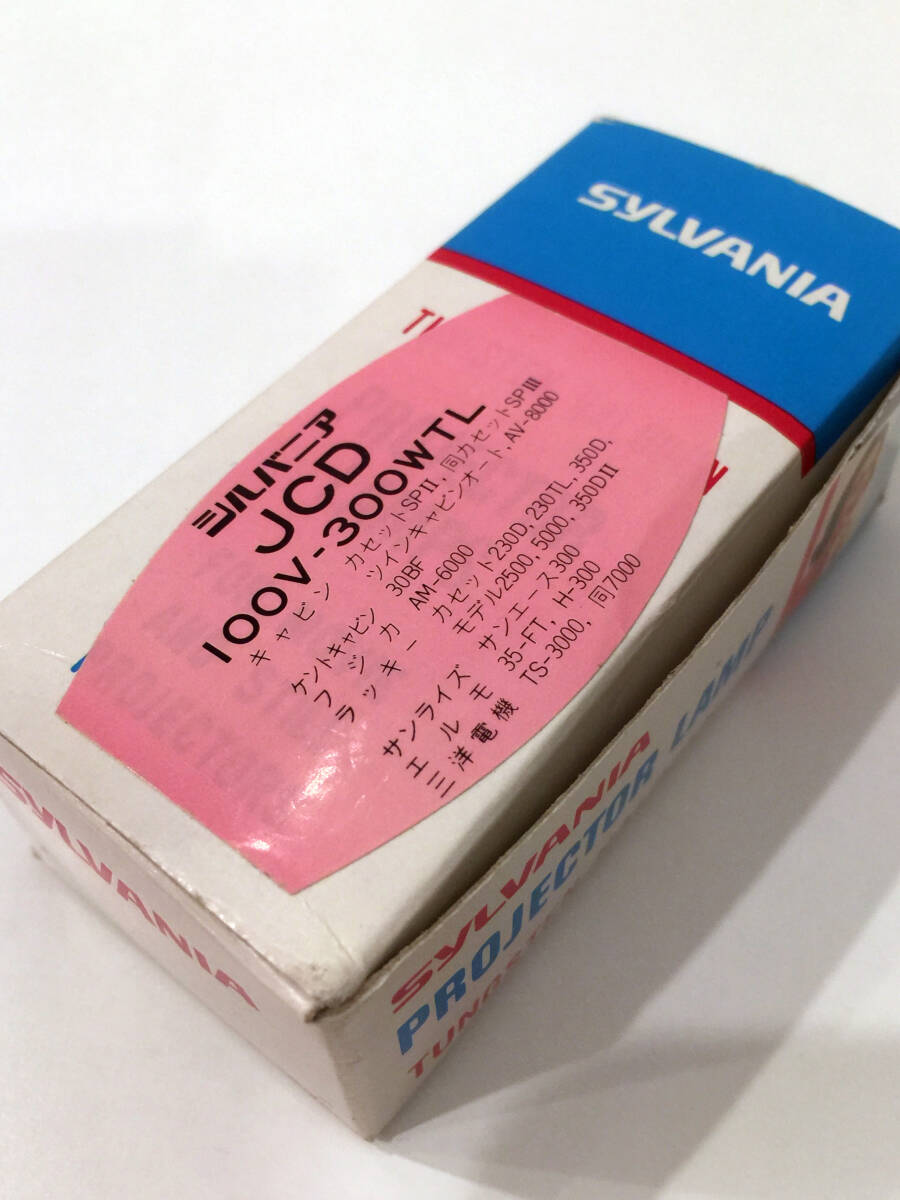 SYLVANIA
シルバニア
JCD
100V-300WTL
キャビン カセットSPII, 同カセットSPIII
ツインキャビンオート, AV-8000
ケントキャビン 30BF
フジカ AM-6000
ラッキー カセット230D, 230TL, 350D,
モデル2500, 5000, 350DII
サンライズ サンエース300
エルモ 35-FT, H-300
三洋電機 TS-3000, 同7000
SYLVANIA
SYLVANIA
PROJECTOR LAMP